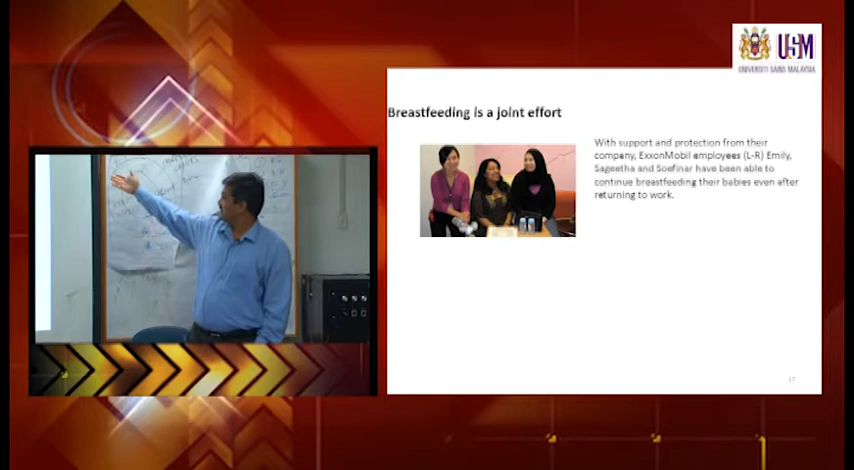 USM
UNIVERSITI SAINS MALAYSIA
Breastfeeding is a joint effort
With support and protection from their
company, ExxonMobil employees (L-R) Emily,
Sageetha and Soefinar have been able to
continue breastfeeding their babies even after
returning to work.
17